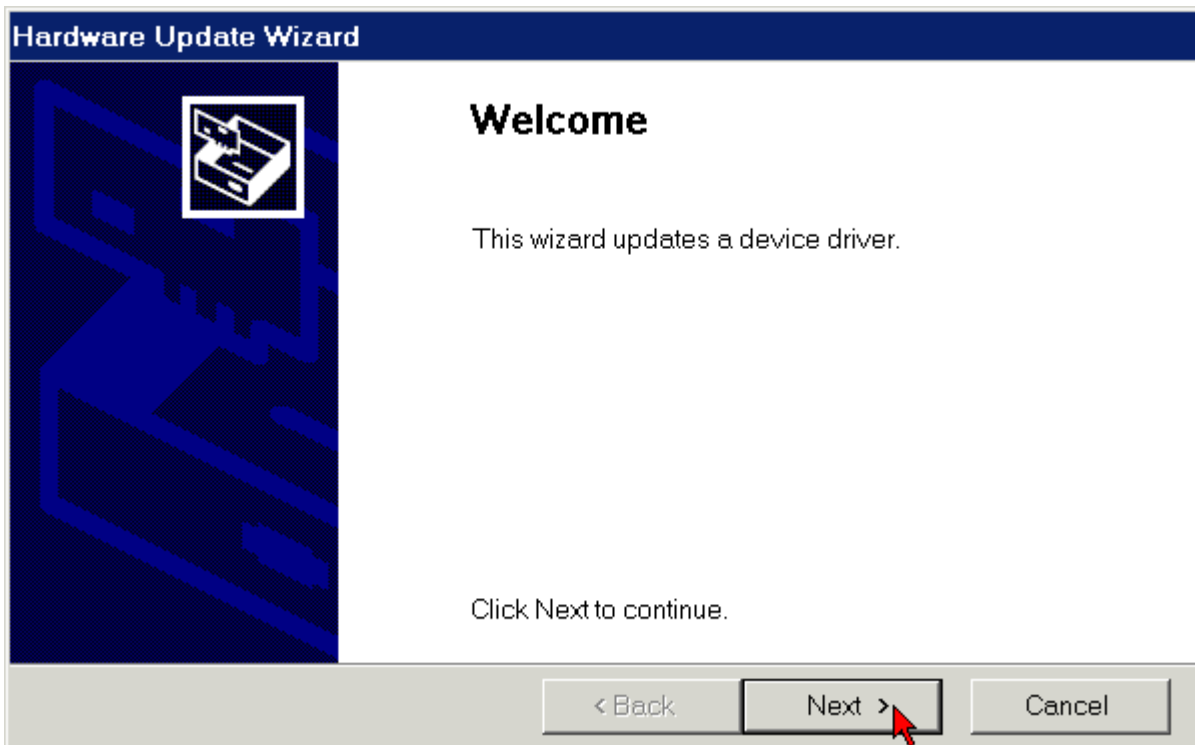 Hardware Update Wizard
Welcome
This wizard updates a device driver.
Click Next to continue.
< Back Next > Cancel